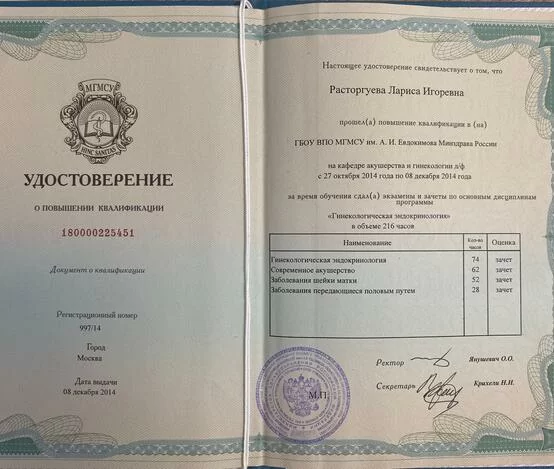 МГМСУ
HINC SANITAS
УДОСТОВЕРЕНИЕ
О ПОВЫШЕНИИ КВАЛИФИКАЦИИ
180000225451
Документ о квалификации
Регистрационный номер
997/14
Город
Москва
Дата выдачи
08 декабря 2014
Настоящее удостоверение свидетельствует о том, что
Расторгуева Лариса Игоревна
прошел(а) повышение квалификации в (на)
ГБОУ ВПО МГМСУ им. А. И. Евдокимова Минздрава России
на кафедре акушерства и гинекологии л/ф
с 27 октября 2014 года по 08 декабря 2014 года
за время обучения сдал(а) экзамены и зачеты по основным дисциплинам
программы
«Гинекологическая эндокринология»
в объеме 216 часов
Наименование Кол-во часов Оценка
Гинекологическая эндокринология 74 зачет
Современное акушерство 62 зачет
Заболевания шейки матки 52 зачет
Заболевания передающиеся половым путем 28 зачет
Ректор Янушевич О.О.
Секретарь Крихели Н.И.
М.П.